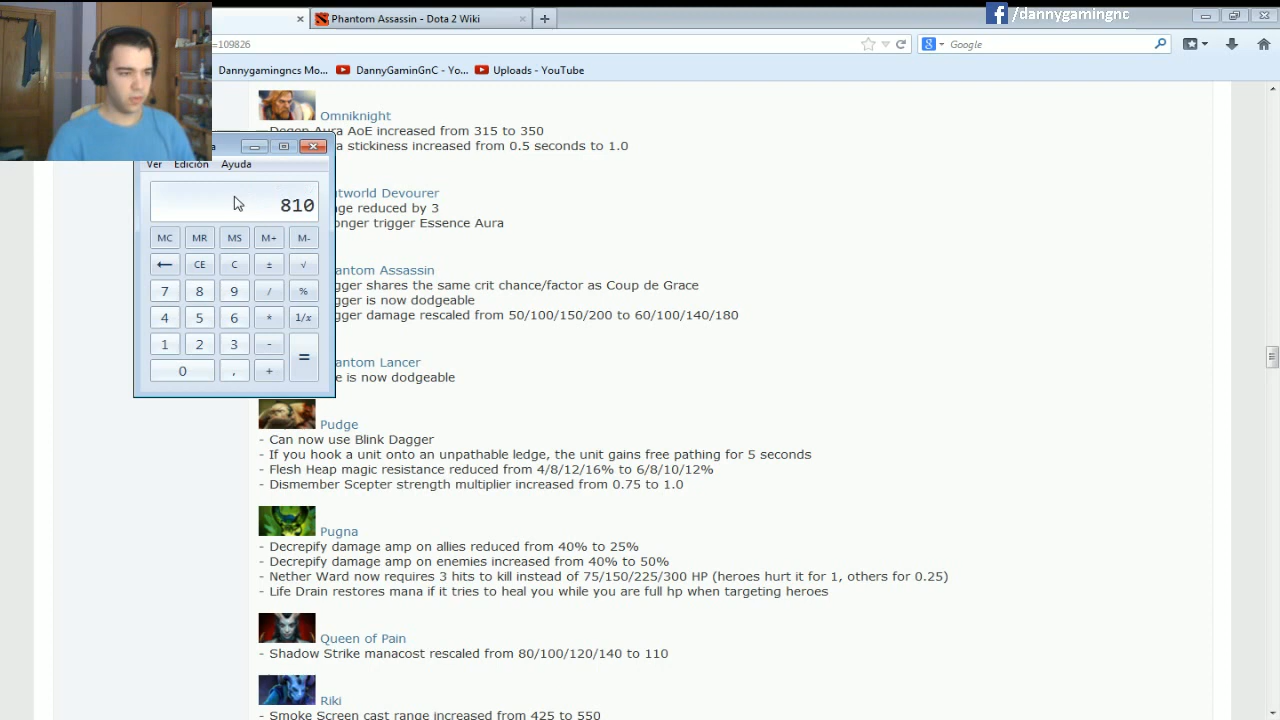 Phantom Assassin - Dota 2 Wiki
/dannygamingnc
=109826
Google
Dannygamingncs Mo...
DannyGaminGnC - Yo...
Uploads - YouTube
Omniknight
Degen Aura AoE increased from 315 to 350
a stickiness increased from 0.5 seconds to 1.0
a
Ver Edición Ayuda
810
MC MR MS M+ M-
← CE C ± √
7 8 9 / %
4 5 6 * 1/x
1 2 3 - =
0 , +
utworld Devourer
ge reduced by 3
onger trigger Essence Aura
antom Assassin
gger shares the same crit chance/factor as Coup de Grace
gger is now dodgeable
gger damage rescaled from 50/100/150/200 to 60/100/140/180
antom Lancer
e is now dodgeable
Pudge
- Can now use Blink Dagger
- If you hook a unit onto an unpathable ledge, the unit gains free pathing for 5 seconds
- Flesh Heap magic resistance reduced from 4/8/12/16% to 6/8/10/12%
- Dismember Scepter strength multiplier increased from 0.75 to 1.0
Pugna
- Decrepify damage amp on allies reduced from 40% to 25%
- Decrepify damage amp on enemies increased from 40% to 50%
- Nether Ward now requires 3 hits to kill instead of 75/150/225/300 HP (heroes hurt it for 1, others for 0.25)
- Life Drain restores mana if it tries to heal you while you are full hp when targeting heroes
Queen of Pain
- Shadow Strike manacost rescaled from 80/100/120/140 to 110
Riki
- Smoke Screen cast range increased from 425 to 550